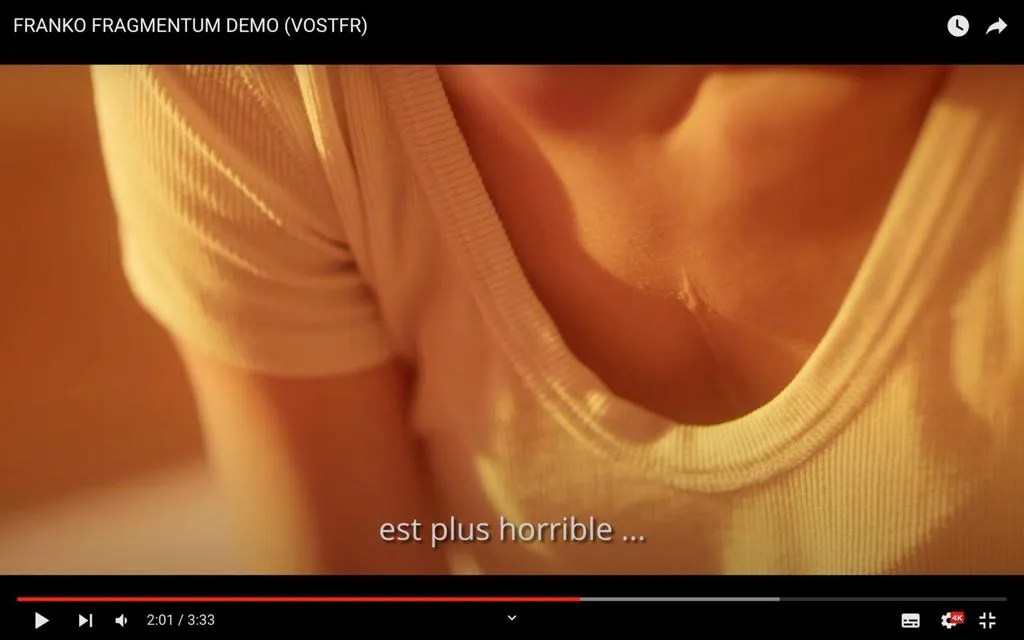 FRANKO FRAGMENTUM DEMO (VOSTFR)
est plus horrible ...
2:01 / 3:33
4K